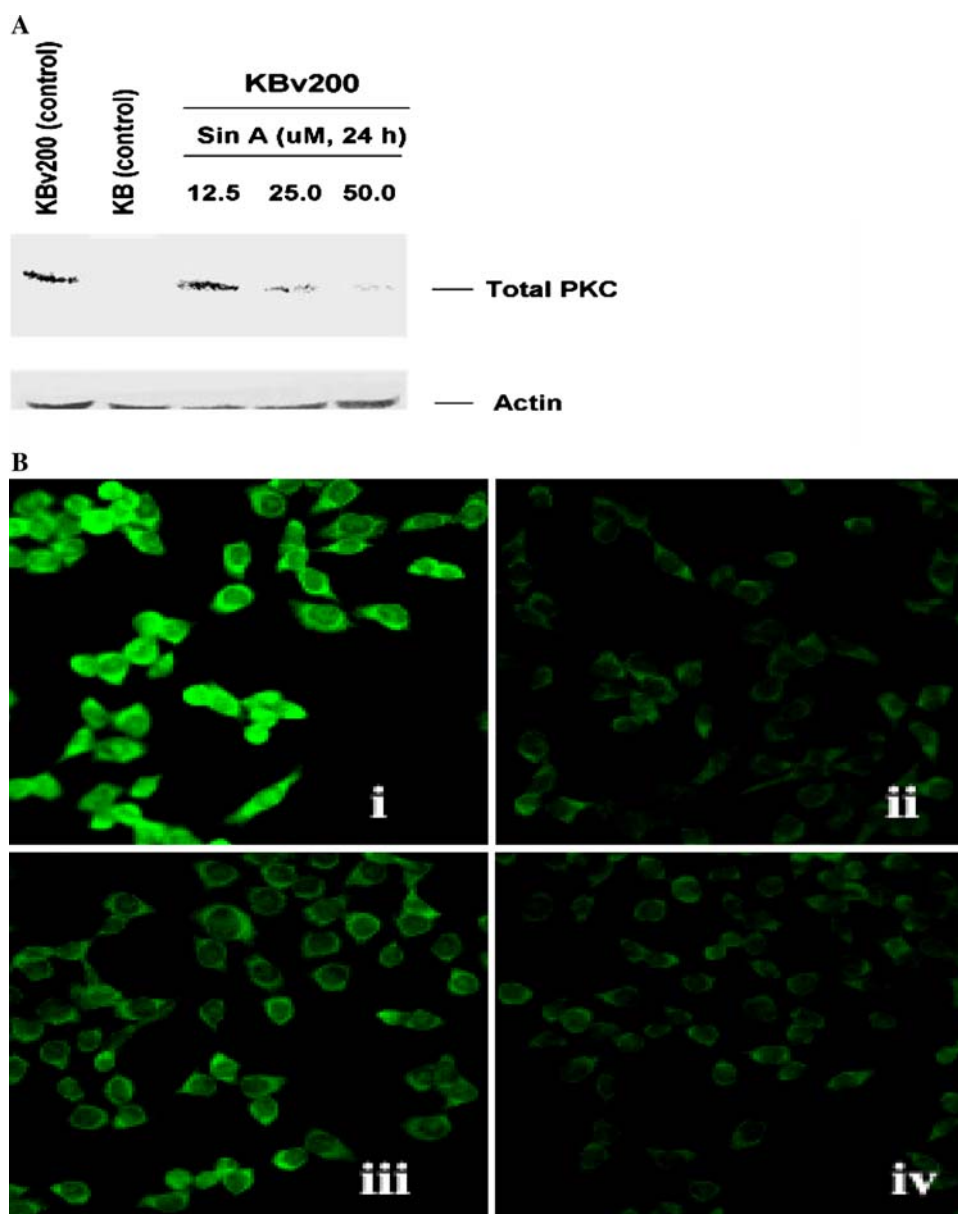 A
KBv200 (control)
KB (control)
KBv200
Sin A (uM, 24 h)
12.5 25.0 50.0
Total PKC
Actin
B
i
ii
iii
iv